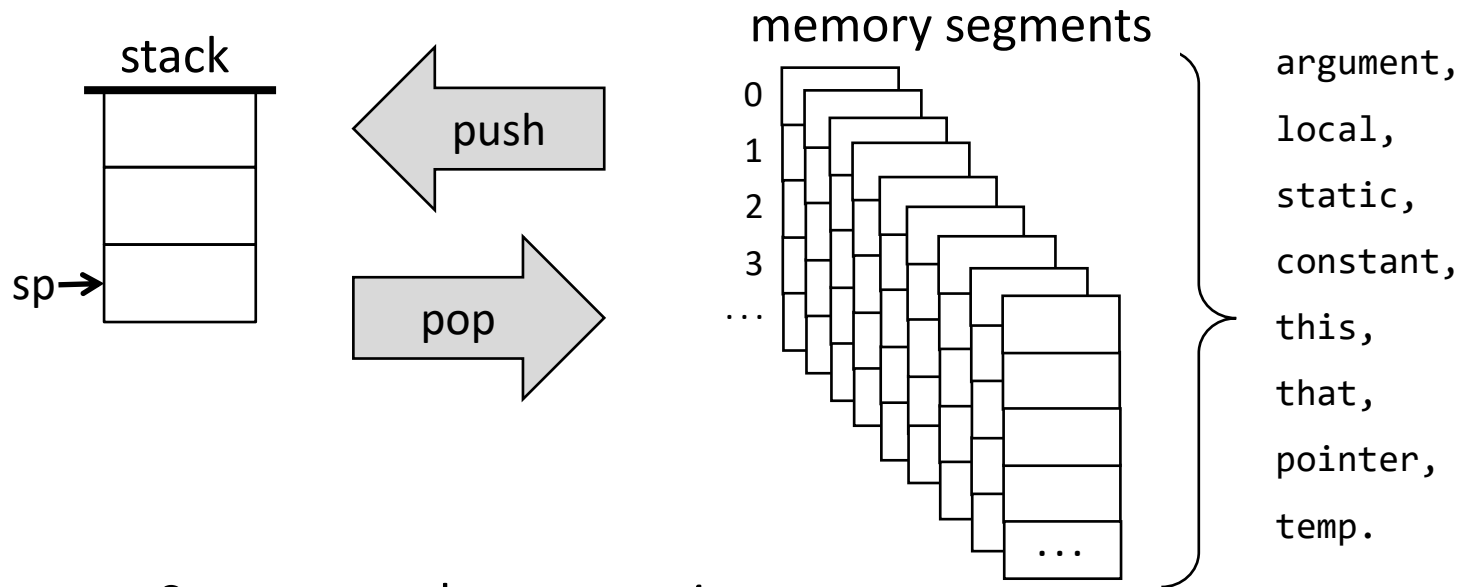 memory segments
stack
push
pop
sp
0
1
2
3
...
...
argument,
local,
static,
constant,
this,
that,
pointer,
temp.